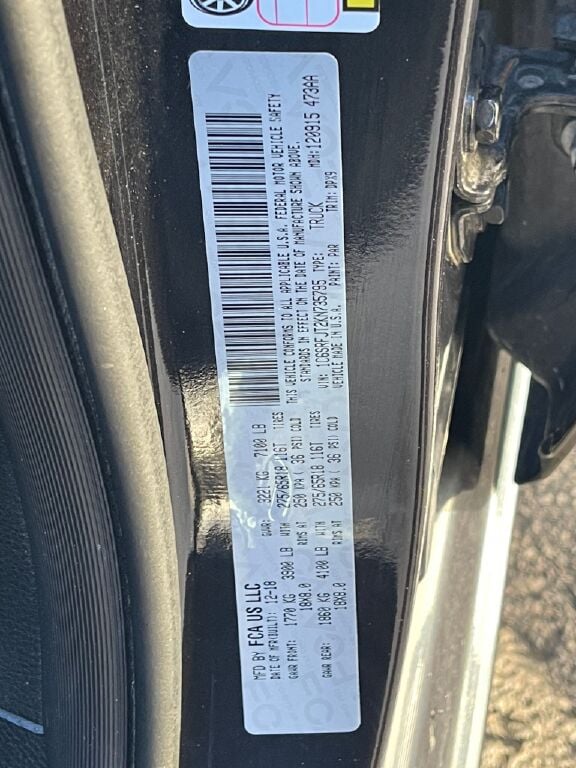 MFD BY FCA US LLC
DATE OF MFR(BUILT): 12-18 GVWR: 3221 KG 7100 LB
GAWR FRONT: 1770 KG 3900 LB WITH 275/65R18 116T TIRES
18X8.0 RIMS AT 250 KPA ( 36 PSI) COLD
GAWR REAR: 1860 KG 4100 LB WITH 275/65R18 116T TIRES
18X8.0 RIMS AT 250 KPA ( 36 PSI) COLD
THIS VEHICLE CONFORMS TO ALL APPLICABLE U.S.A. FEDERAL MOTOR VEHICLE SAFETY
STANDARDS IN EFFECT ON THE DATE OF MANUFACTURE SHOWN ABOVE.
VIN: 1C6SRFJT2KN735795 TYPE: TRUCK MDH:120915 473AA
VEHICLE MADE IN U.S.A. PAINT: PAR TRIM: DPX9